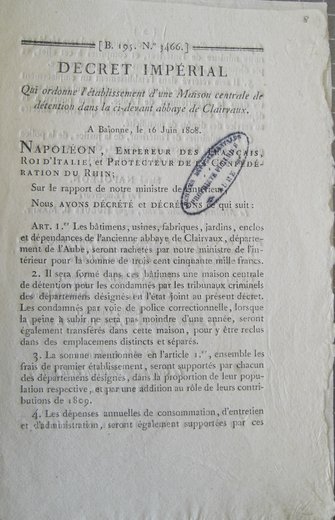 8
[B. 195. N.° 3466.]
DECRET IMPÉRIAL
Qui ordonne l'établissement d'une Maison centrale de
détention dans la ci-devant abbaye de Clairvaux.
A Baïonne, le 16 Juin 1808.
NAPOLÉON, EMPEREUR DES FRANÇAIS,
ROI D'ITALIE, et PROTECTEUR DE LA CONFÉ-
DÉRATION DU RHIN;
Sur le rapport de notre ministre de l'intérieur;
Nous AVONS DÉCRÉTÉ et DÉCRÉTONS ce qui suit:
ART. 1.er Les bâtimens, usines, fabriques, jardins, enclos
et dépendances de l'ancienne abbaye de Clairvaux, départe-
ment de l'Aube, seront rachetés par notre ministre de l'in-
térieur pour la somme de trois cent cinquante mille francs.
2. Il sera formé dans ces bâtimens une maison centrale
de détention pour les condamnés par les tribunaux criminels
des départemens désignés en l'état joint au présent décret.
Les condamnés par voie de police correctionnelle, lorsque
la peine à subir ne sera pas moindre d'une année, seront
également transférés dans cette maison, pour y être reclus
dans des emplacemens distincts et séparés.
3. La somme mentionnée en l'article 1.er, ensemble les
frais de premier établissement, seront supportés par chacun
des départemens désignés, dans la proportion de leur popu-
lation respective, et par une addition au rôle de leurs contri-
butions de 1809.
4. Les dépenses annuelles de consommation, d'entretien
et d'administration, seront également supportées par ces
AUBE